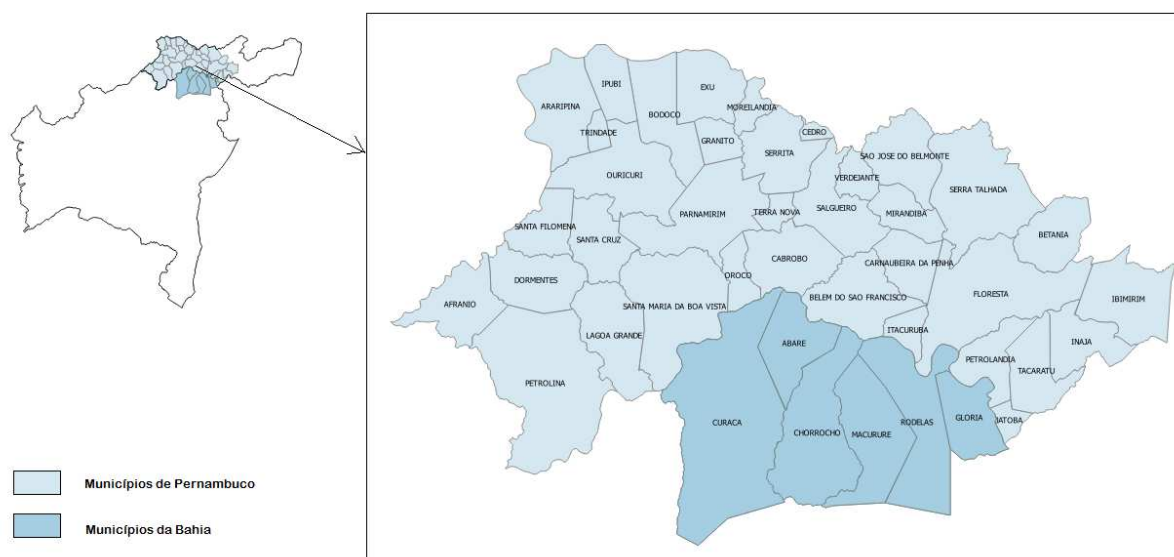 IPUBI
EXU
ARARIPINA
MOREILANDIA
BODOCO
TRINDADE
CEDRO
GRANITO
SERRITA
SAO JOSE DO BELMONTE
OURICURI
VERDEJANTE
SERRA TALHADA
PARNAMIRIM
TERRA NOVA
SALGUEIRO
MIRANDIBA
SANTA FILOMENA
SANTA CRUZ
BETANIA
CABROBO
CARNAUBEIRA DA PENHA
OROCO
DORMENTES
AFRANIO
SANTA MARIA DA BOA VISTA
BELEM DO SAO FRANCISCO
FLORESTA
IBIMIRIM
LAGOA GRANDE
ITACURUBA
ABARE
INAJA
PETROLANDIA
TACARATU
PETROLINA
CURACA
CHORROCHO
MACURURE
RODELAS
GLORIA
JATOBA
Municípios de Pernambuco
Municípios da Bahia